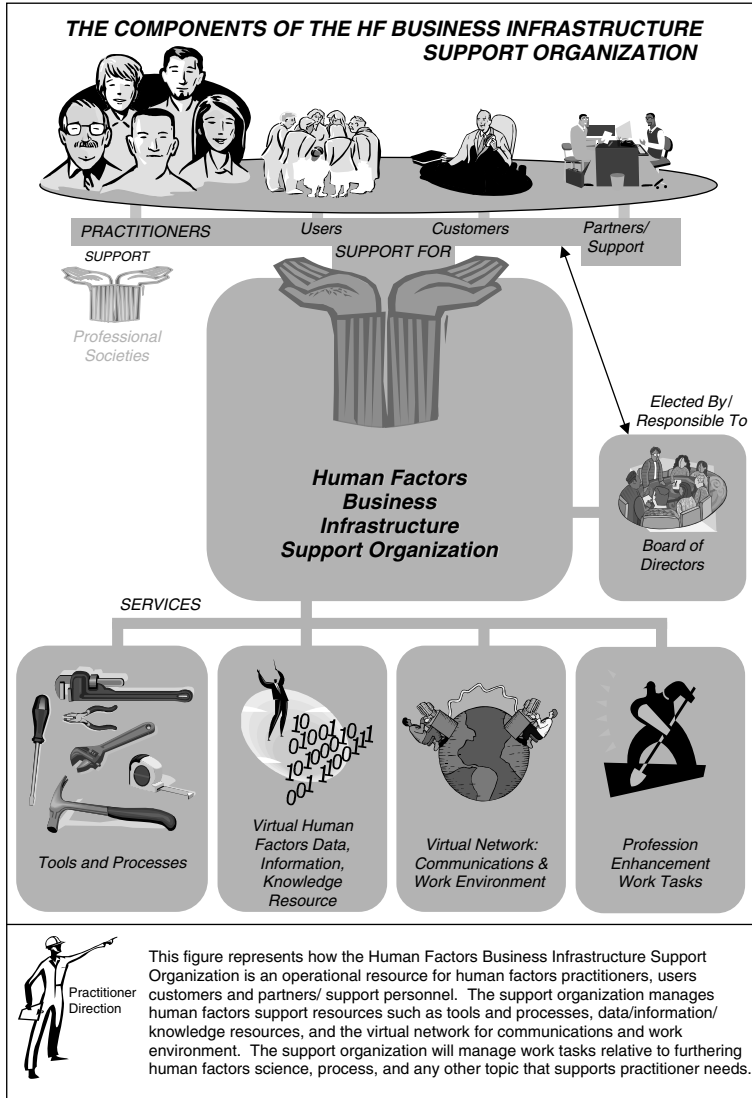 THE COMPONENTS OF THE HF BUSINESS INFRASTRUCTURE
SUPPORT ORGANIZATION
PRACTITIONERS
Users
Customers
Partners/
Support
SUPPORT
SUPPORT FOR
Professional
Societies
Elected By/
Responsible To
Human Factors
Business
Infrastructure
Support Organization
Board of
Directors
SERVICES
Tools and Processes
10
01001
10100010
001 1100111
Virtual Human
Factors Data,
Information,
Knowledge
Resource
Virtual Network:
Communications &
Work Environment
Profession
Enhancement
Work Tasks
Practitioner
Direction
This figure represents how the Human Factors Business Infrastructure Support
Organization is an operational resource for human factors practitioners, users
customers and partners/ support personnel.  The support organization manages
human factors support resources such as tools and processes, data/information/
knowledge resources, and the virtual network for communications and work
environment.  The support organization will manage work tasks relative to furthering
human factors science, process, and any other topic that supports practitioner needs.